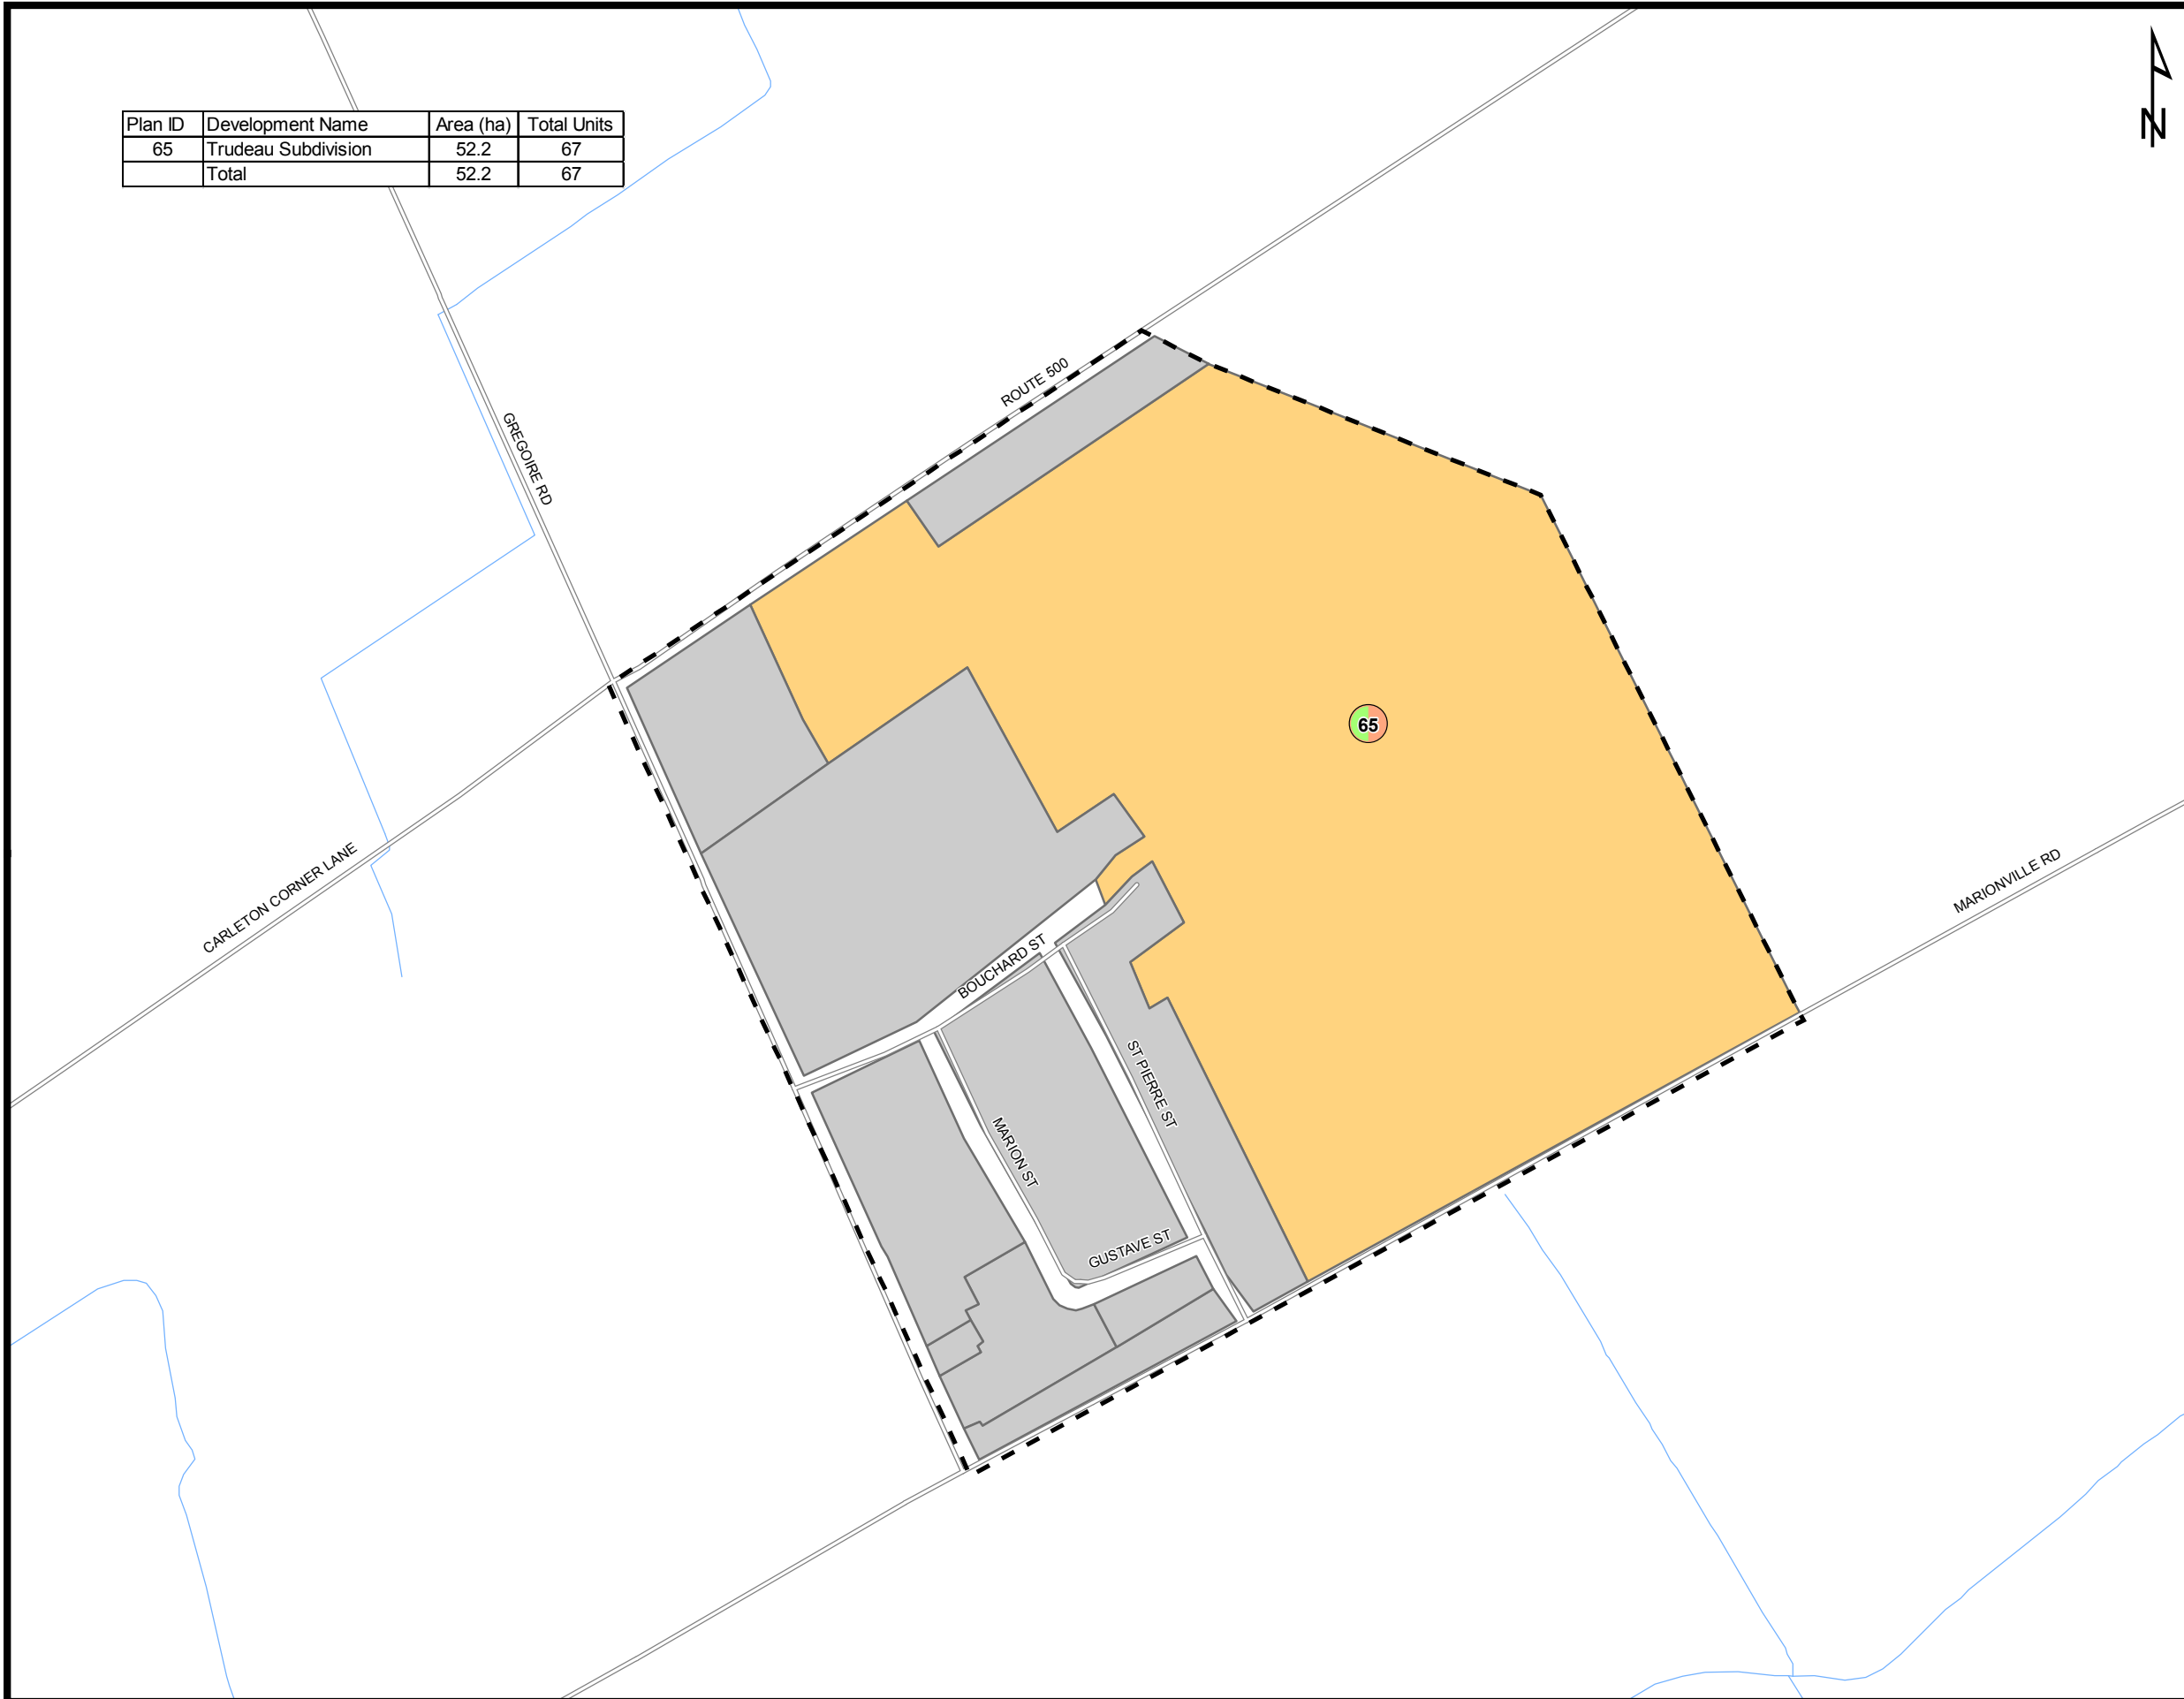 Plan ID Development Name Area (ha) Total Units
65 Trudeau Subdivision 52.2 67
Total 52.2 67
N
ROUTE 500
GREGOIRE RD
65
CARLETON CORNER LANE
MARIONVILLE RD
BOUCHARD ST
ST PIERRE ST
MARION ST
GUSTAVE ST